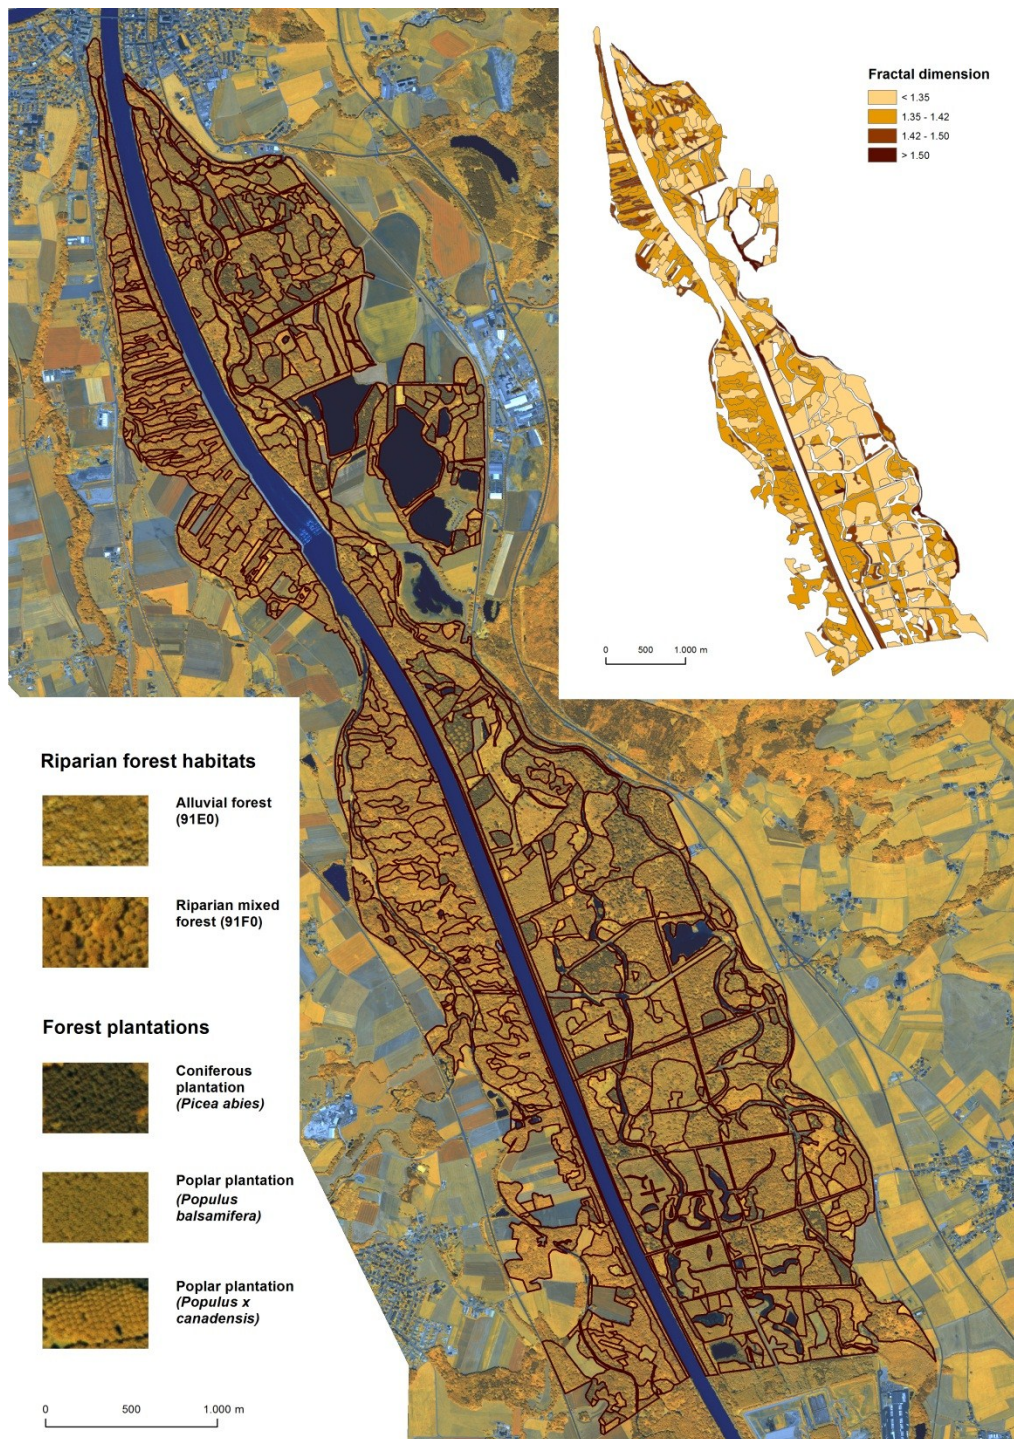 Fractal dimension
< 1.35
1.35 - 1.42
1.42 - 1.50
> 1.50
0 500 1.000 m
Riparian forest habitats
Alluvial forest
(91E0)
Riparian mixed
forest (91F0)
Forest plantations
Coniferous
plantation
(Picea abies)
Poplar plantation
(Populus
balsamifera)
Poplar plantation
(Populus x
canadensis)
0 500 1.000 m